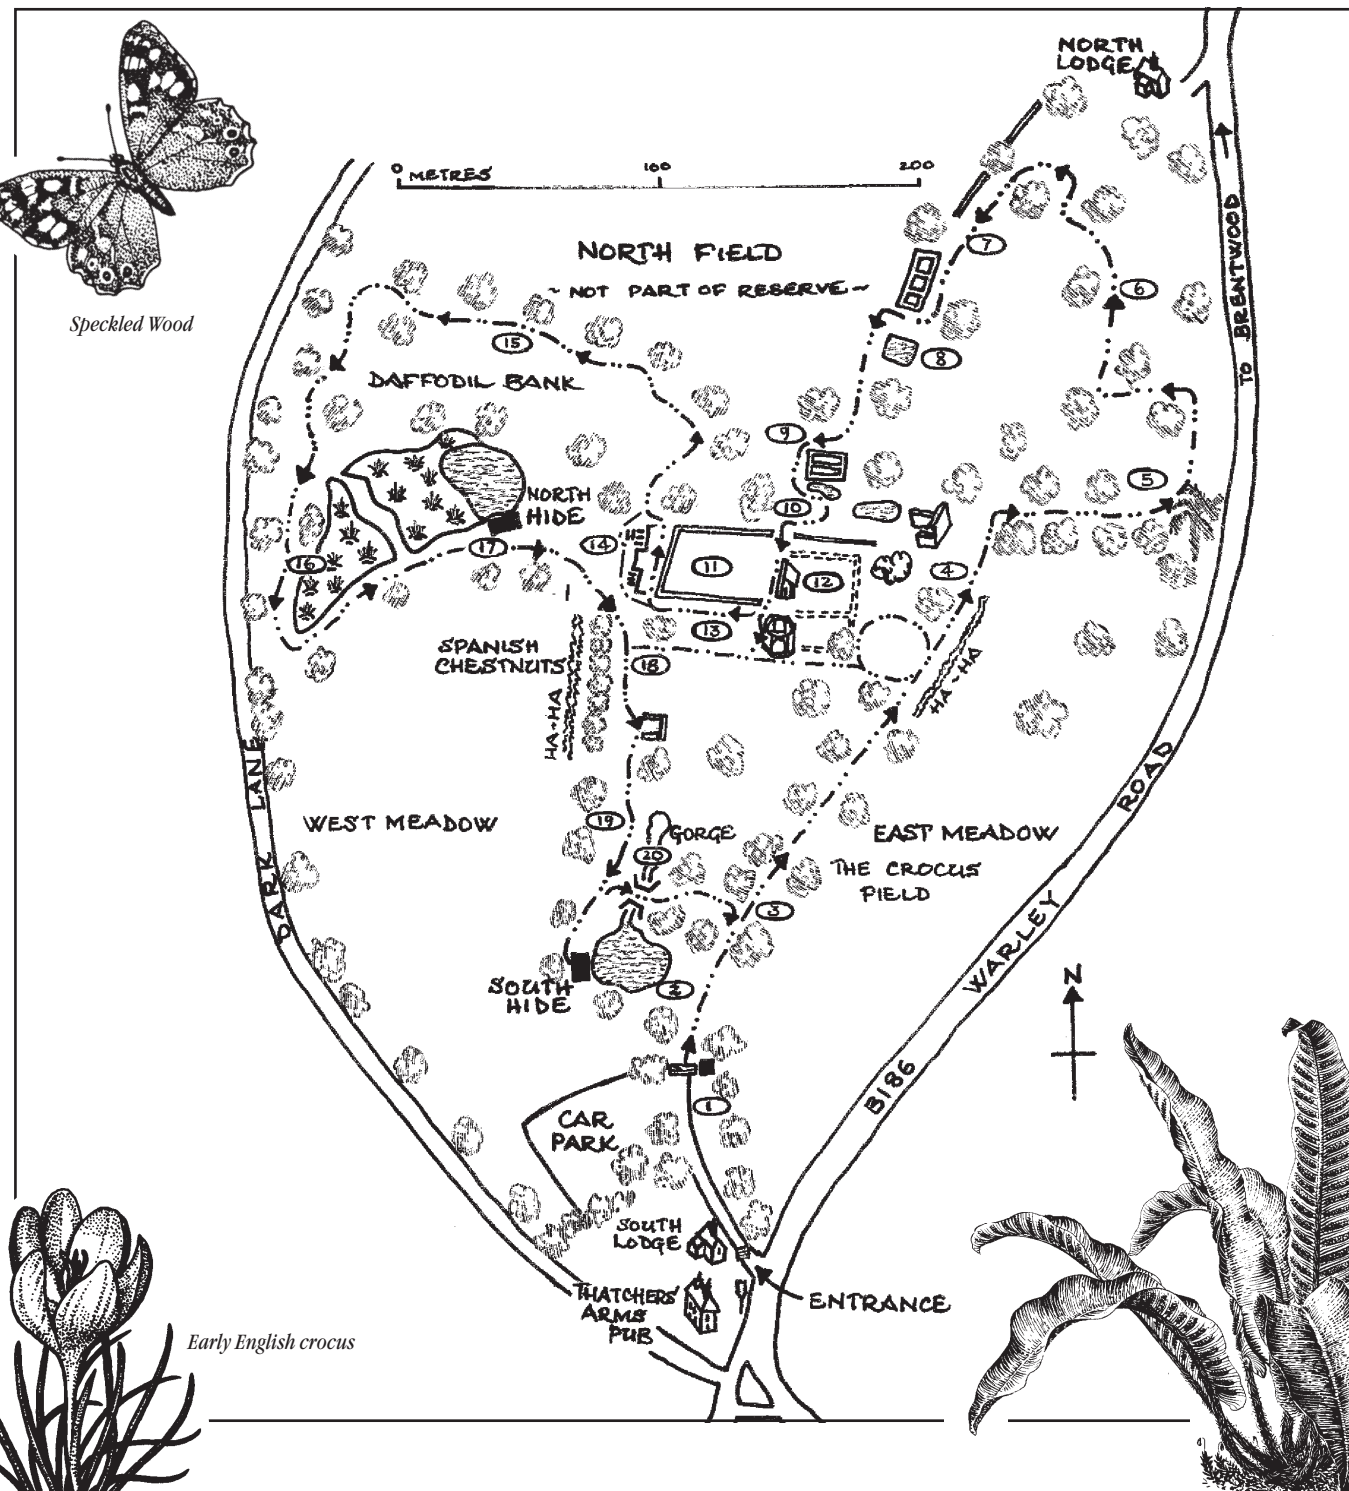 NORTH
LODGE
0 METRES 100 200
NORTH FIELD
~ NOT PART OF RESERVE ~
Speckled Wood
TO BRENTWOOD
7
6
15
8
DAFFODIL BANK
9
5
NORTH
HIDE
10
14
17
16
11
12
4
13
SPANISH
CHESTNUTS
18
HA-HA
HA-HA
PARK LANE
WEST MEADOW
19
GORGE
20
EAST MEADOW
THE CROCUS
FIELD
3
B186 WARLEY ROAD
SOUTH
HIDE
2
N
1
CAR
PARK
SOUTH
LODGE
THATCHERS'
ARMS
PUB
ENTRANCE
Early English crocus